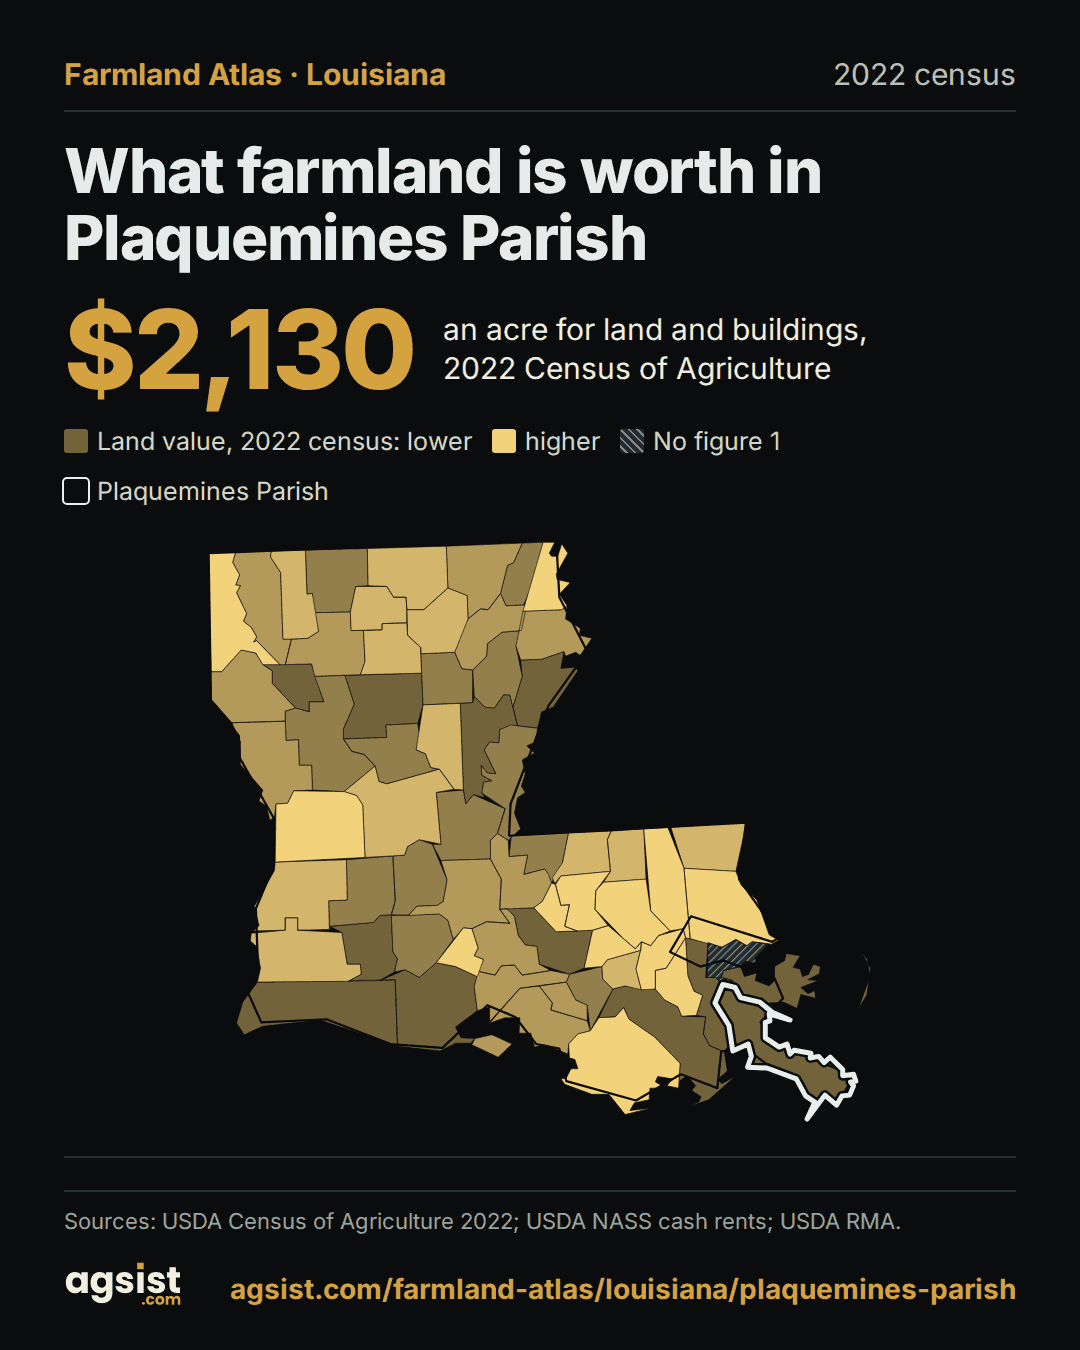 Farmland Atlas · Louisiana
2022 census
What farmland is worth in
Plaquemines Parish
$2,130
an acre for land and buildings,
2022 Census of Agriculture
Land value, 2022 census: lower
higher
No figure 1
Plaquemines Parish
Sources: USDA Census of Agriculture 2022; USDA NASS cash rents; USDA RMA.
agsist
.com
agsist.com/farmland-atlas/louisiana/plaquemines-parish